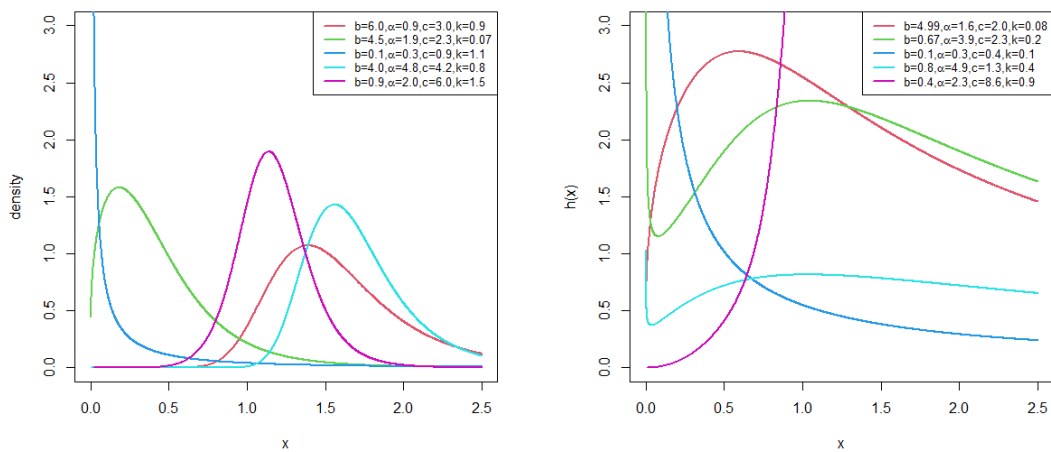 b=6.0,α=0.9,c=3.0,k=0.9
b=4.5,α=1.9,c=2.3,k=0.07
b=0.1,α=0.3,c=0.9,k=1.1
b=4.0,α=4.8,c=4.2,k=0.8
b=0.9,α=2.0,c=6.0,k=1.5
density
3.0
2.5
2.0
1.5
1.0
0.5
0.0
0.0 0.5 1.0 1.5 2.0 2.5
x
b=4.99,α=1.6,c=2.0,k=0.08
b=0.67,α=3.9,c=2.3,k=0.2
b=0.1,α=0.3,c=0.4,k=0.1
b=0.8,α=4.9,c=1.3,k=0.4
b=0.4,α=2.3,c=8.6,k=0.9
h(x)
3.0
2.5
2.0
1.5
1.0
0.5
0.0
0.0 0.5 1.0 1.5 2.0 2.5
x